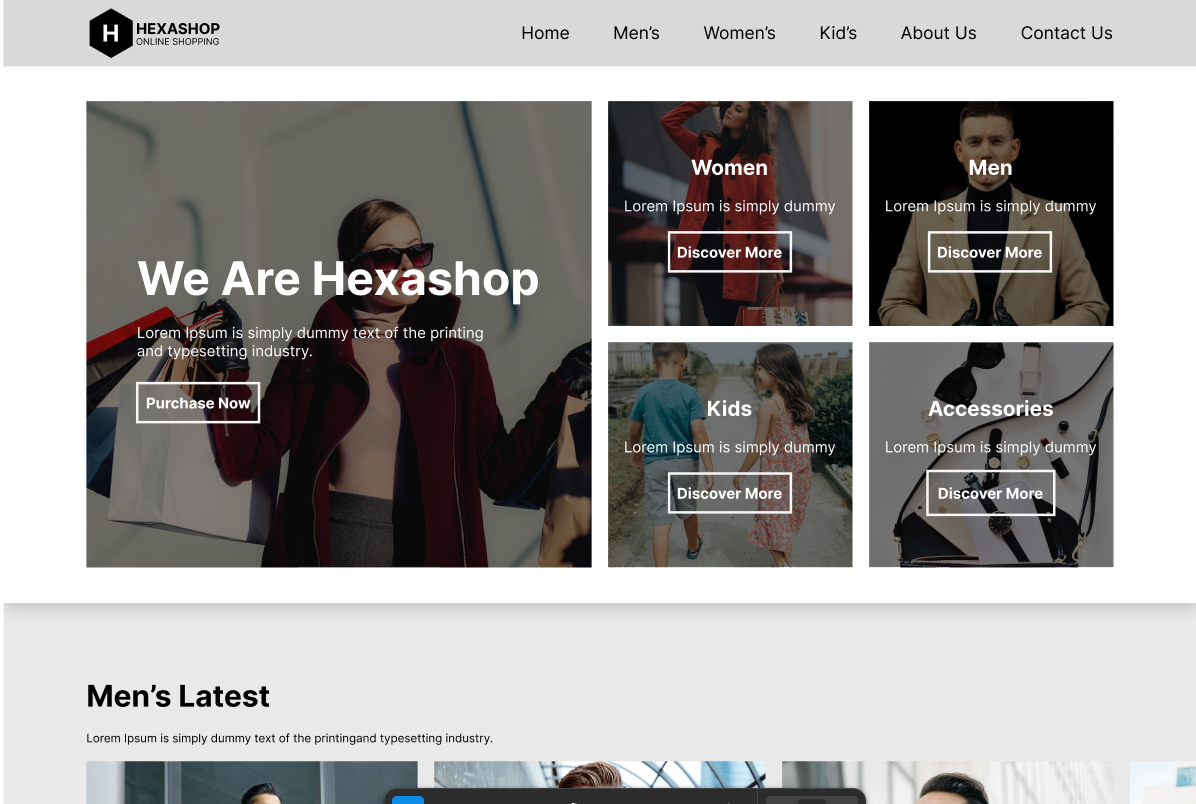 H
HEXASHOP
ONLINE SHOPPING
Home
Men’s
Women’s
Kid’s
About Us
Contact Us
We Are Hexashop
Lorem Ipsum is simply dummy text of the printing
and typesetting industry.
Purchase Now
Women
Lorem Ipsum is simply dummy
Discover More
Men
Lorem Ipsum is simply dummy
Discover More
Kids
Lorem Ipsum is simply dummy
Discover More
Accessories
Lorem Ipsum is simply dummy
Discover More
Men’s Latest
Lorem Ipsum is simply dummy text of the printingand typesetting industry.